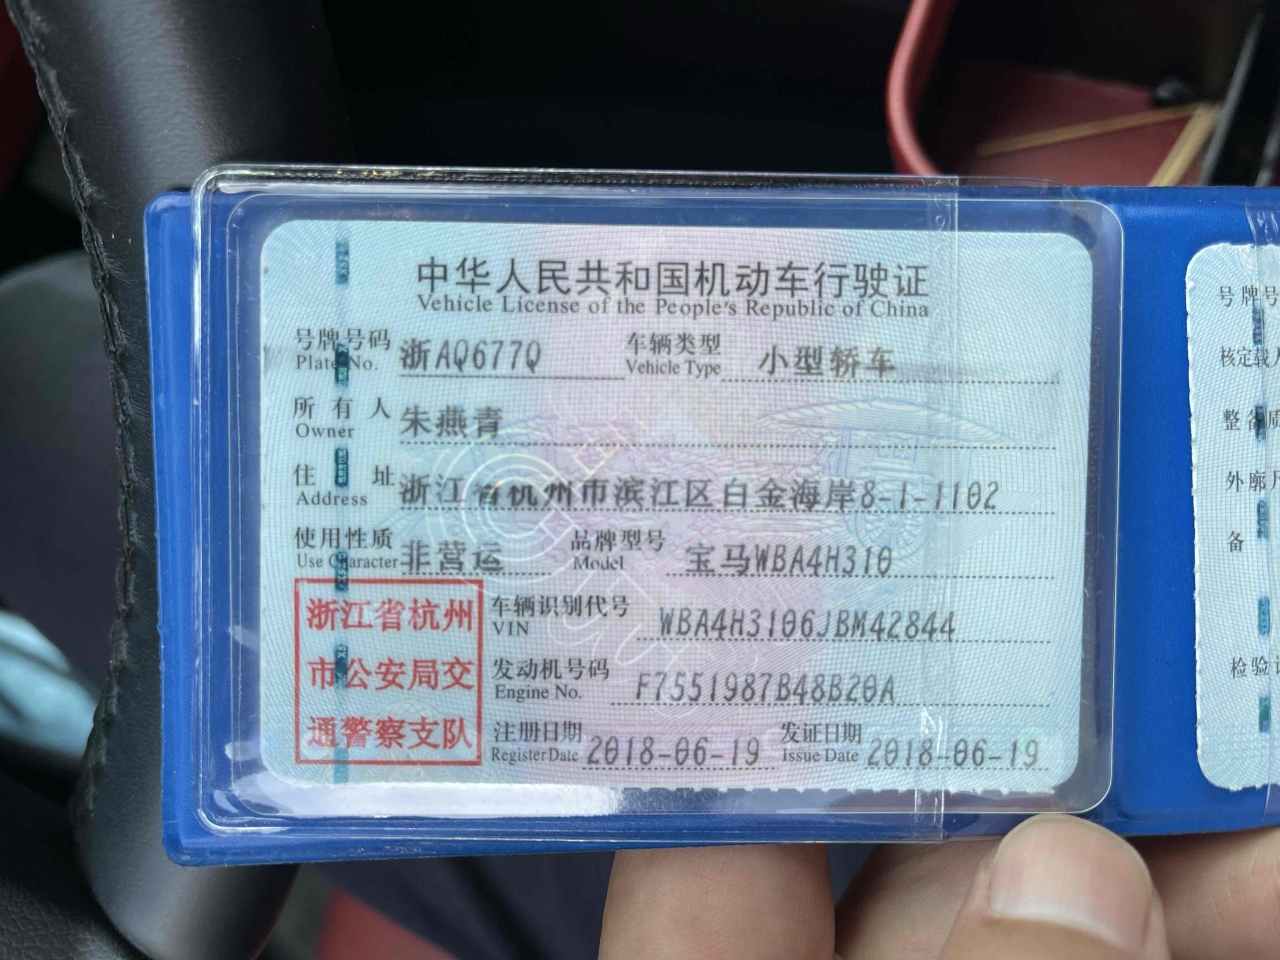 中华人民共和国机动车行驶证
Vehicle License of the People's Republic of China
号牌号码 浙AQ677Q 车辆类型 小型轿车
Plate No. Vehicle Type
所有人 朱燕青
Owner
住址 浙江省杭州市滨江区白金海岸8-1-1102
Address
使用性质 非营运 品牌型号 宝马WBA4H310
Use Character Model
浙江省杭州
市公安局交
通警察支队
车辆识别代号 WBA4H3106JBM42844
VIN
发动机号码 F7551987B48B20A
Engine No.
注册日期 2018-06-19 发证日期 2018-06-19
Register Date Issue Date
号牌号
核定载人
整备质
外廓尺
备
检验